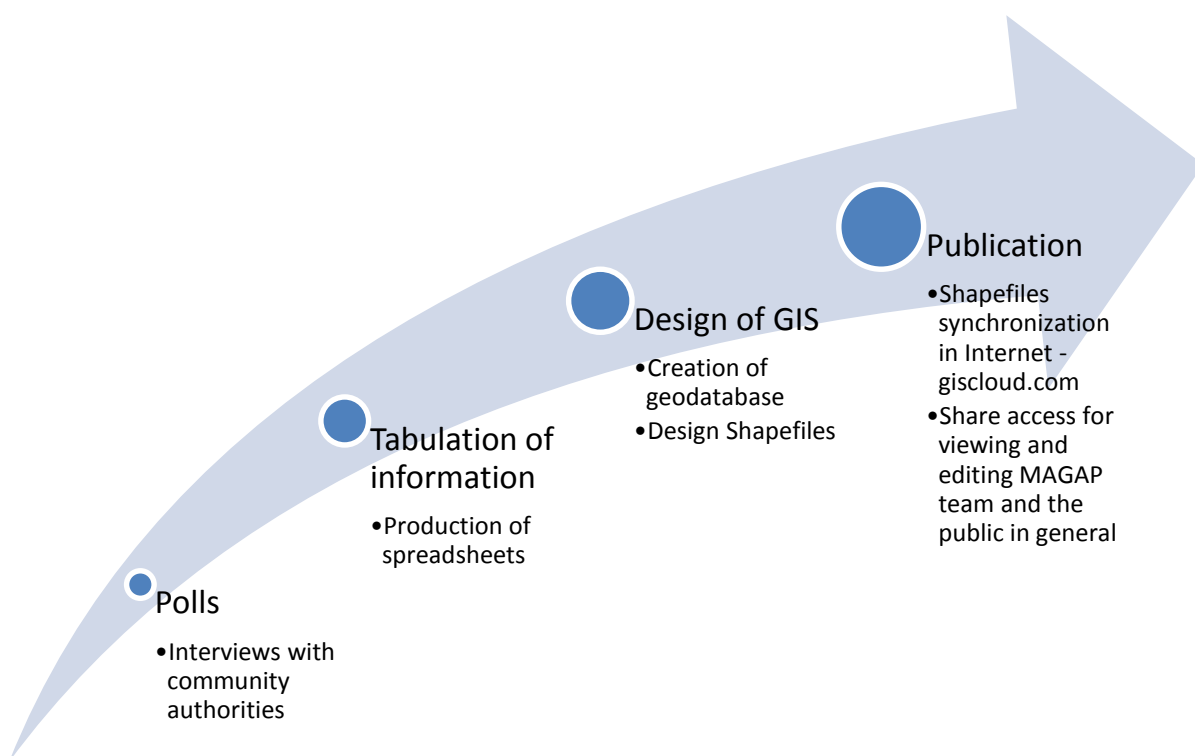 Polls
•Interviews with
community
authorities
Tabulation of
information
•Production of
spreadsheets
Design of GIS
•Creation of
geodatabase
•Design Shapefiles
Publication
•Shapefiles
synchronization
in Internet -
giscloud.com
•Share access for
viewing and
editing MAGAP
team and the
public in general